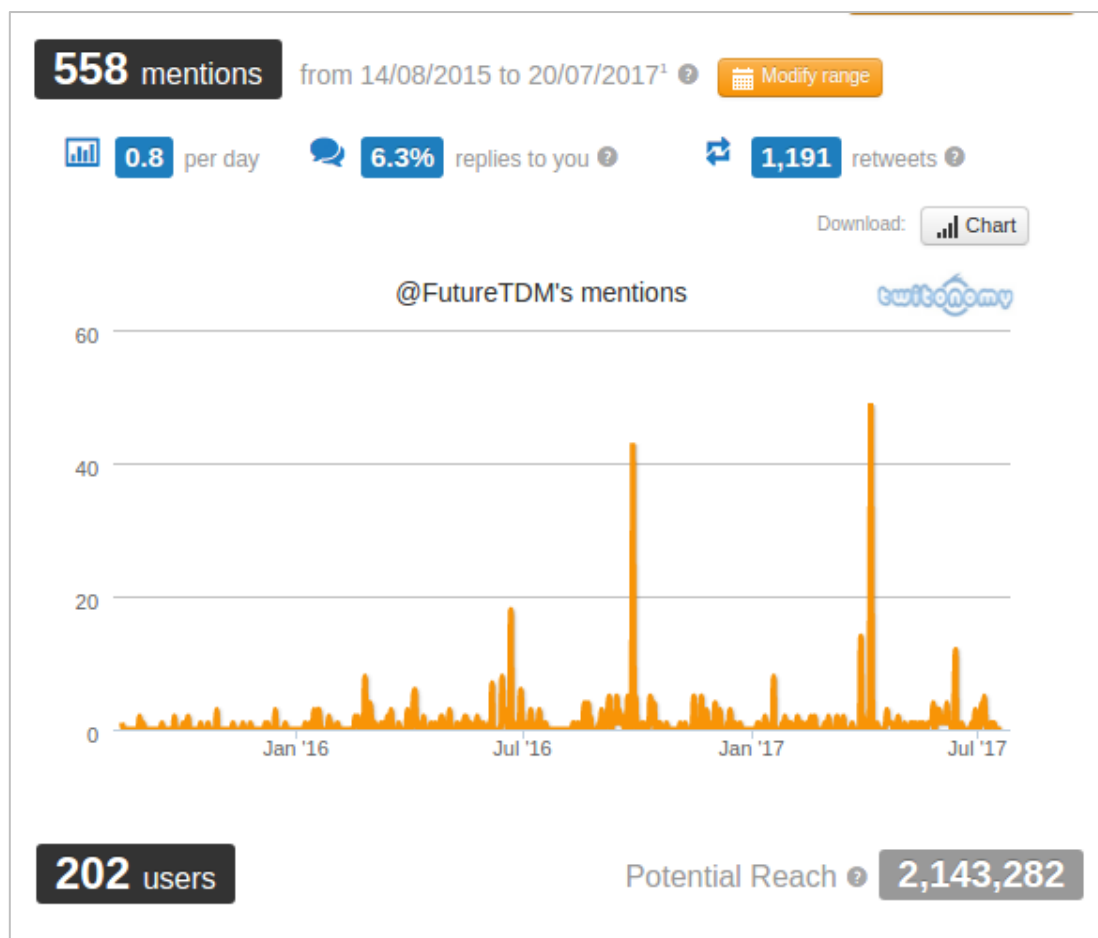 558 mentions from 14/08/2015 to 20/07/2017¹ ? Modify range
0.8 per day 6.3% replies to you ? 1,191 retweets ?
Download: Chart
@FutureTDM's mentions twitonomy
60
40
20
0
Jan '16 Jul '16 Jan '17 Jul '17
202 users Potential Reach ? 2,143,282